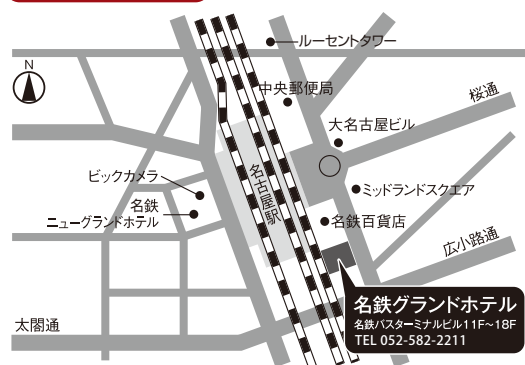 ルーセントタワー
N
中央郵便局
桜通
大名古屋ビル
ビックカメラ
名古屋駅
ミッドランドスクエア
名鉄
ニューグランドホテル
名鉄百貨店
広小路通
名鉄グランドホテル
名鉄バスターミナルビル11F~18F
太閤通
TEL 052-582-2211